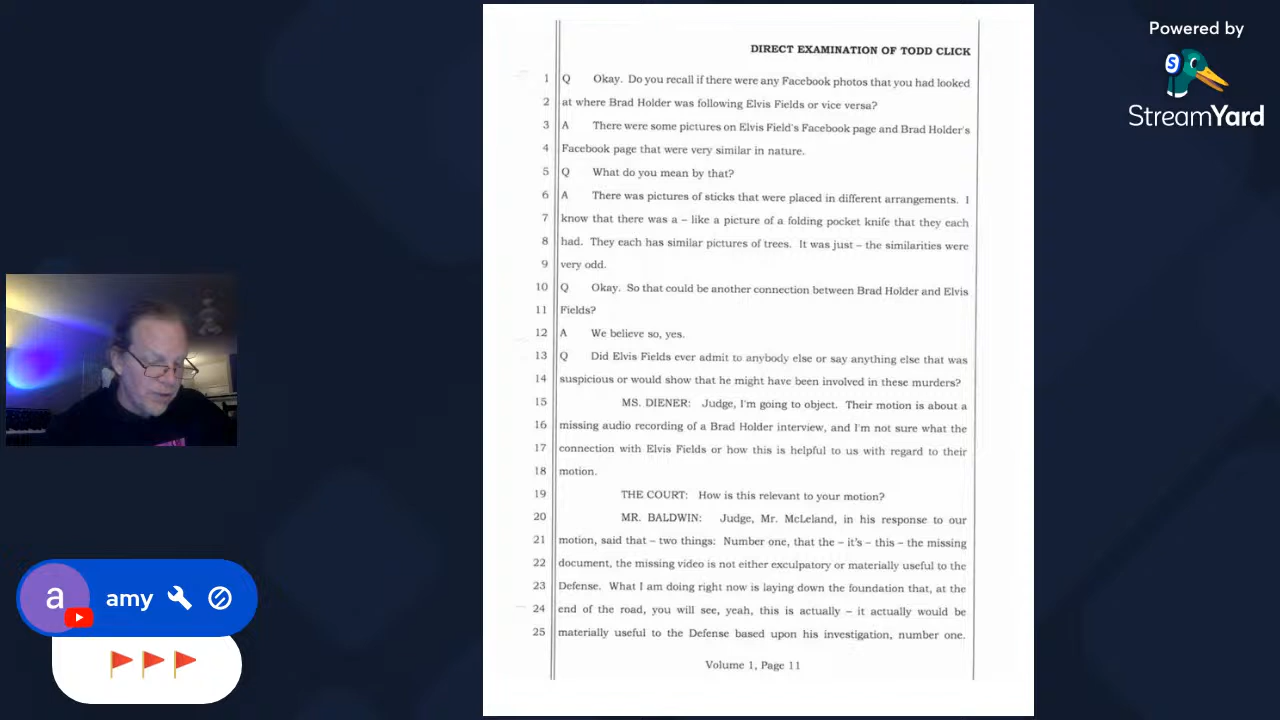 Powered by
StreamYard
DIRECT EXAMINATION OF TODD CLICK
1 Q Okay. Do you recall if there were any Facebook photos that you had looked
2 at where Brad Holder was following Elvis Fields or vice versa?
3 A There were some pictures on Elvis Field's Facebook page and Brad Holder's
4 Facebook page that were very similar in nature.
5 Q What do you mean by that?
6 A There was pictures of sticks that were placed in different arrangements. I
7 know that there was a – like a picture of a folding pocket knife that they each
8 had. They each has similar pictures of trees. It was just – the similarities were
9 very odd.
10 Q Okay. So that could be another connection between Brad Holder and Elvis
11 Fields?
12 A We believe so, yes.
13 Q Did Elvis Fields ever admit to anybody else or say anything else that was
14 suspicious or would show that he might have been involved in these murders?
15 MS. DIENER: Judge, I'm going to object. Their motion is about a
16 missing audio recording of a Brad Holder interview, and I'm not sure what the
17 connection with Elvis Fields or how this is helpful to us with regard to their
18 motion.
19 THE COURT: How is this relevant to your motion?
20 MR. BALDWIN: Judge, Mr. McLeland, in his response to our
21 motion, said that – two things: Number one, that the – it's – this – the missing
22 document, the missing video is not either exculpatory or materially useful to the
23 Defense. What I am doing right now is laying down the foundation that, at the
24 end of the road, you will see, yeah, this is actually – it actually would be
25 materially useful to the Defense based upon his investigation, number one.
Volume 1, Page 11
a amy